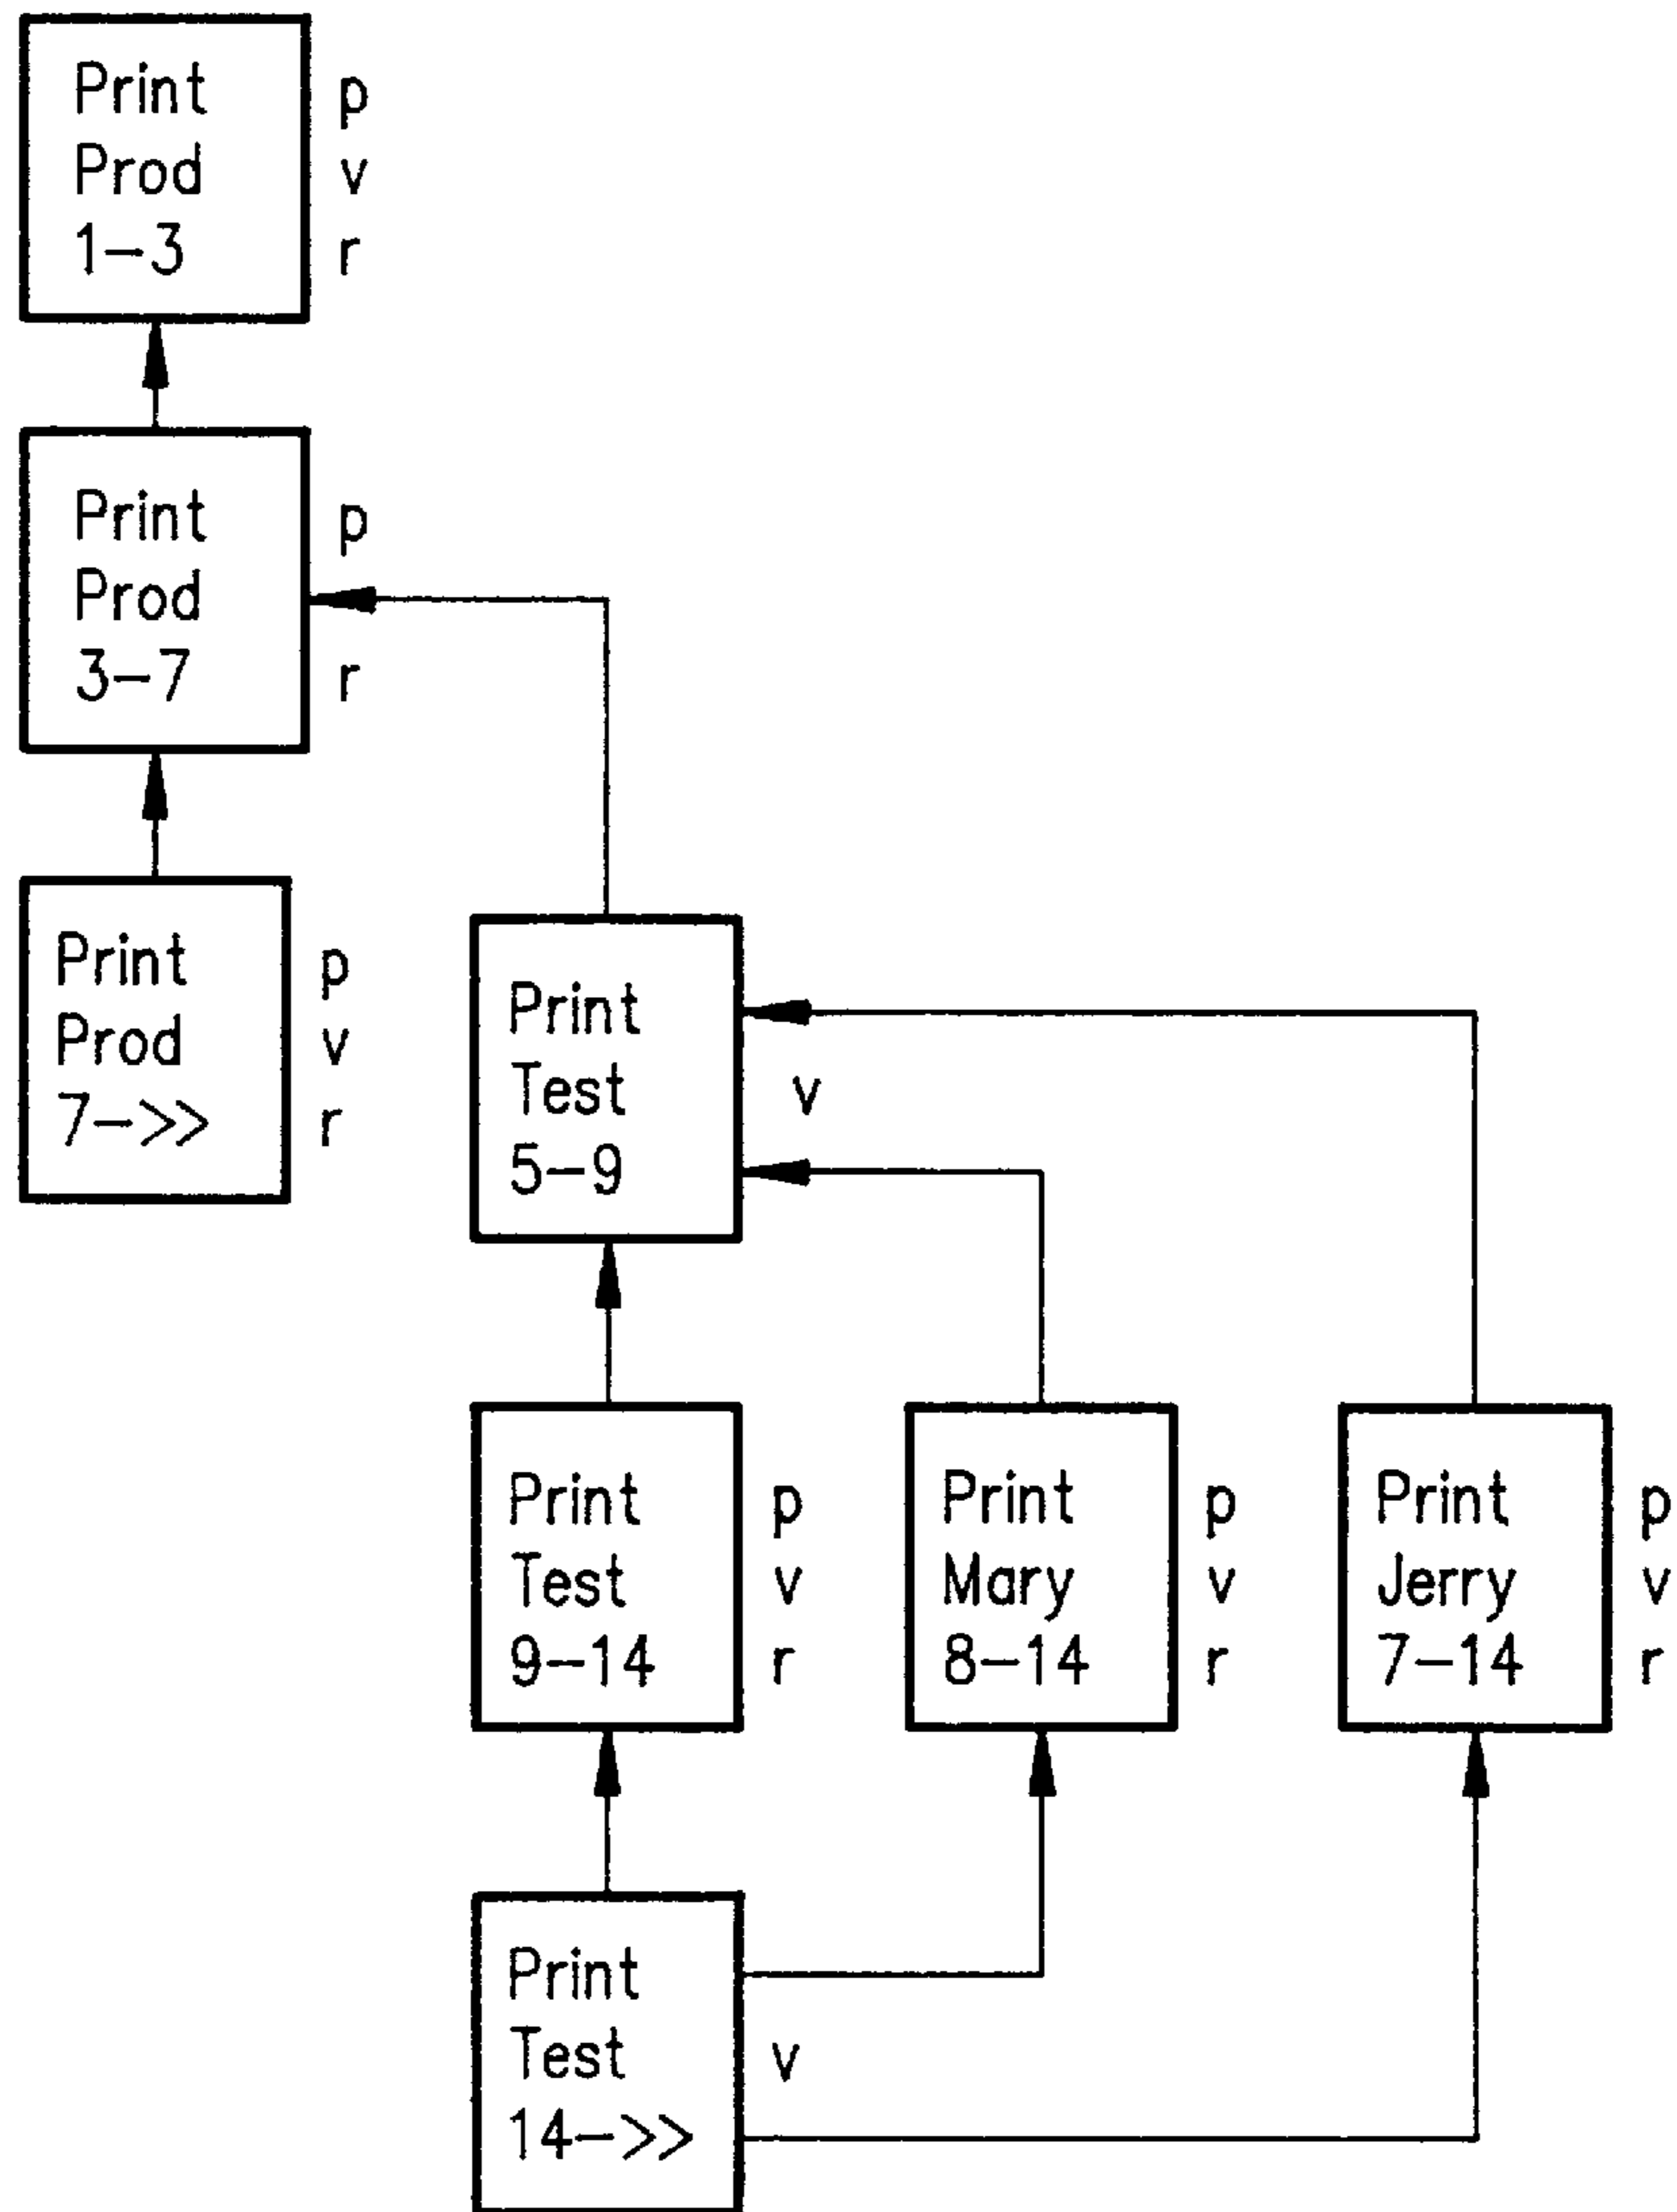 Print p
Prod v
1-3 r
Print p
Prod
3-7 r
Print p
Prod v
7->> r
Print
Test v
5-9
Print p
Test v
9-14 r
Print p
Mary v
8-14 r
Print p
Jerry v
7-14 r
Print
Test v
14->>